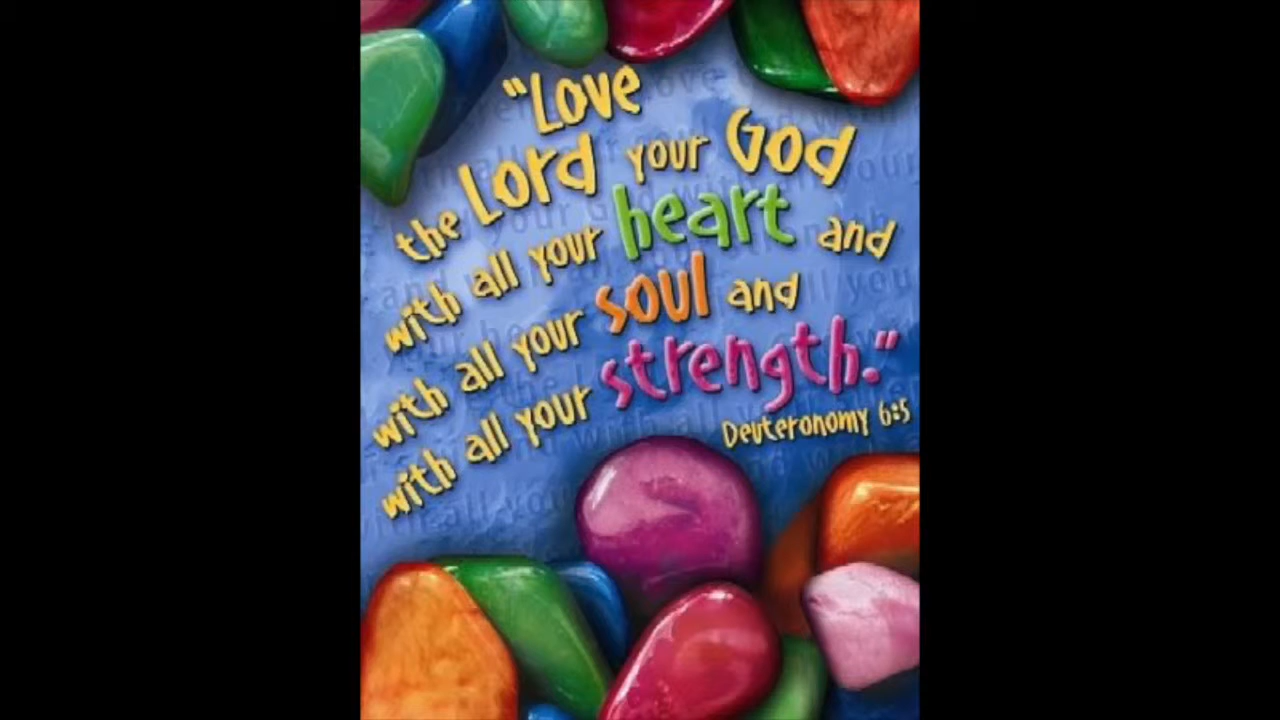 "Love
the Lord your God
with all your heart and
with all your soul and
with all your strength."
Deuteronomy 6:5